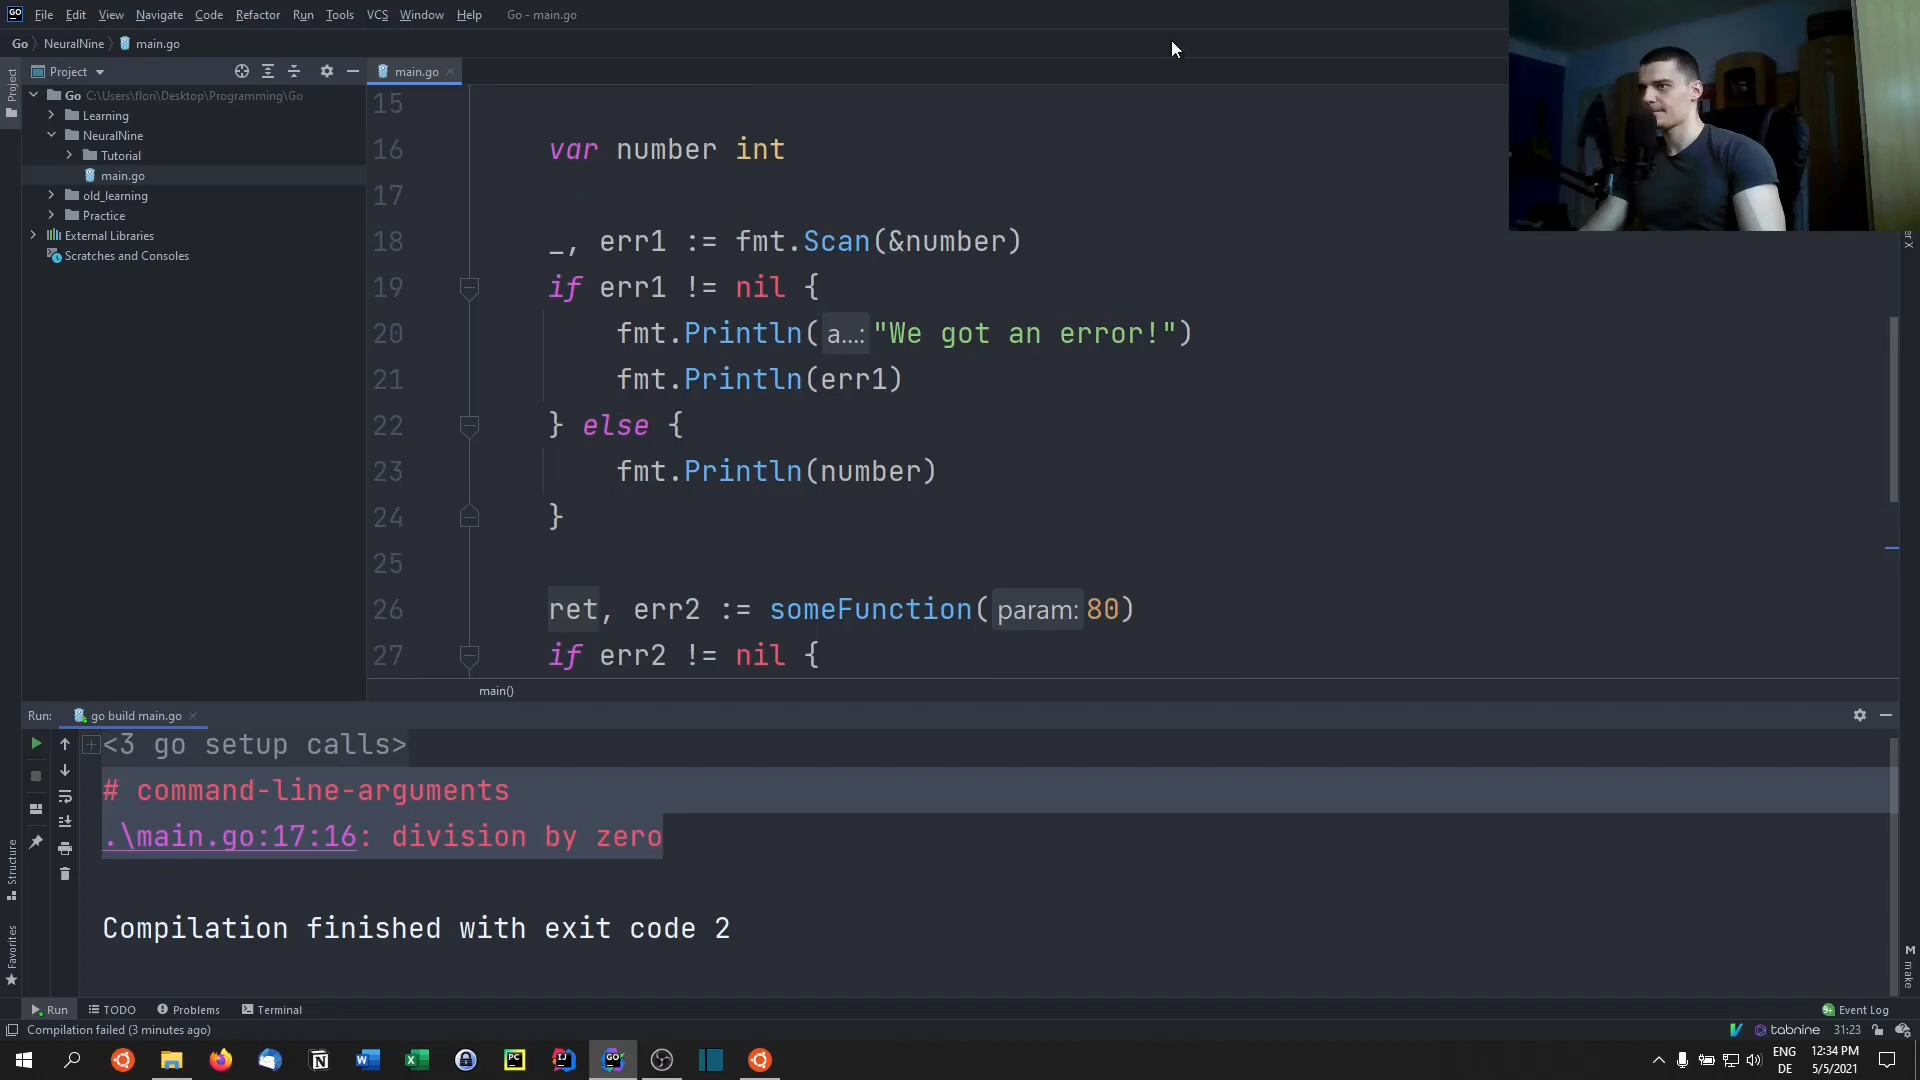 File Edit View Navigate Code Refactor Run Tools VCS Window Help Go - main.go
Go NeuralNine main.go
Project
Project
main.go
Go C:\Users\flori\Desktop\Programming\Go
Learning
NeuralNine
Tutorial
main.go
old_learning
Practice
External Libraries
Scratches and Consoles
15
16 var number int
17
18 _, err1 := fmt.Scan(&number)
19 if err1 != nil {
20 fmt.Println( a...: "We got an error!")
21 fmt.Println(err1)
22 } else {
23 fmt.Println(number)
24 }
25
26 ret, err2 := someFunction( param: 80)
27 if err2 != nil {
main()
Run: go build main.go
<3 go setup calls>
# command-line-arguments
.\main.go:17:16: division by zero
Compilation finished with exit code 2
Structure
Favorites
make
Run TODO Problems Terminal Event Log
Compilation failed (3 minutes ago) tabnine 31:23
ENG 12:34 PM
DE 5/5/2021